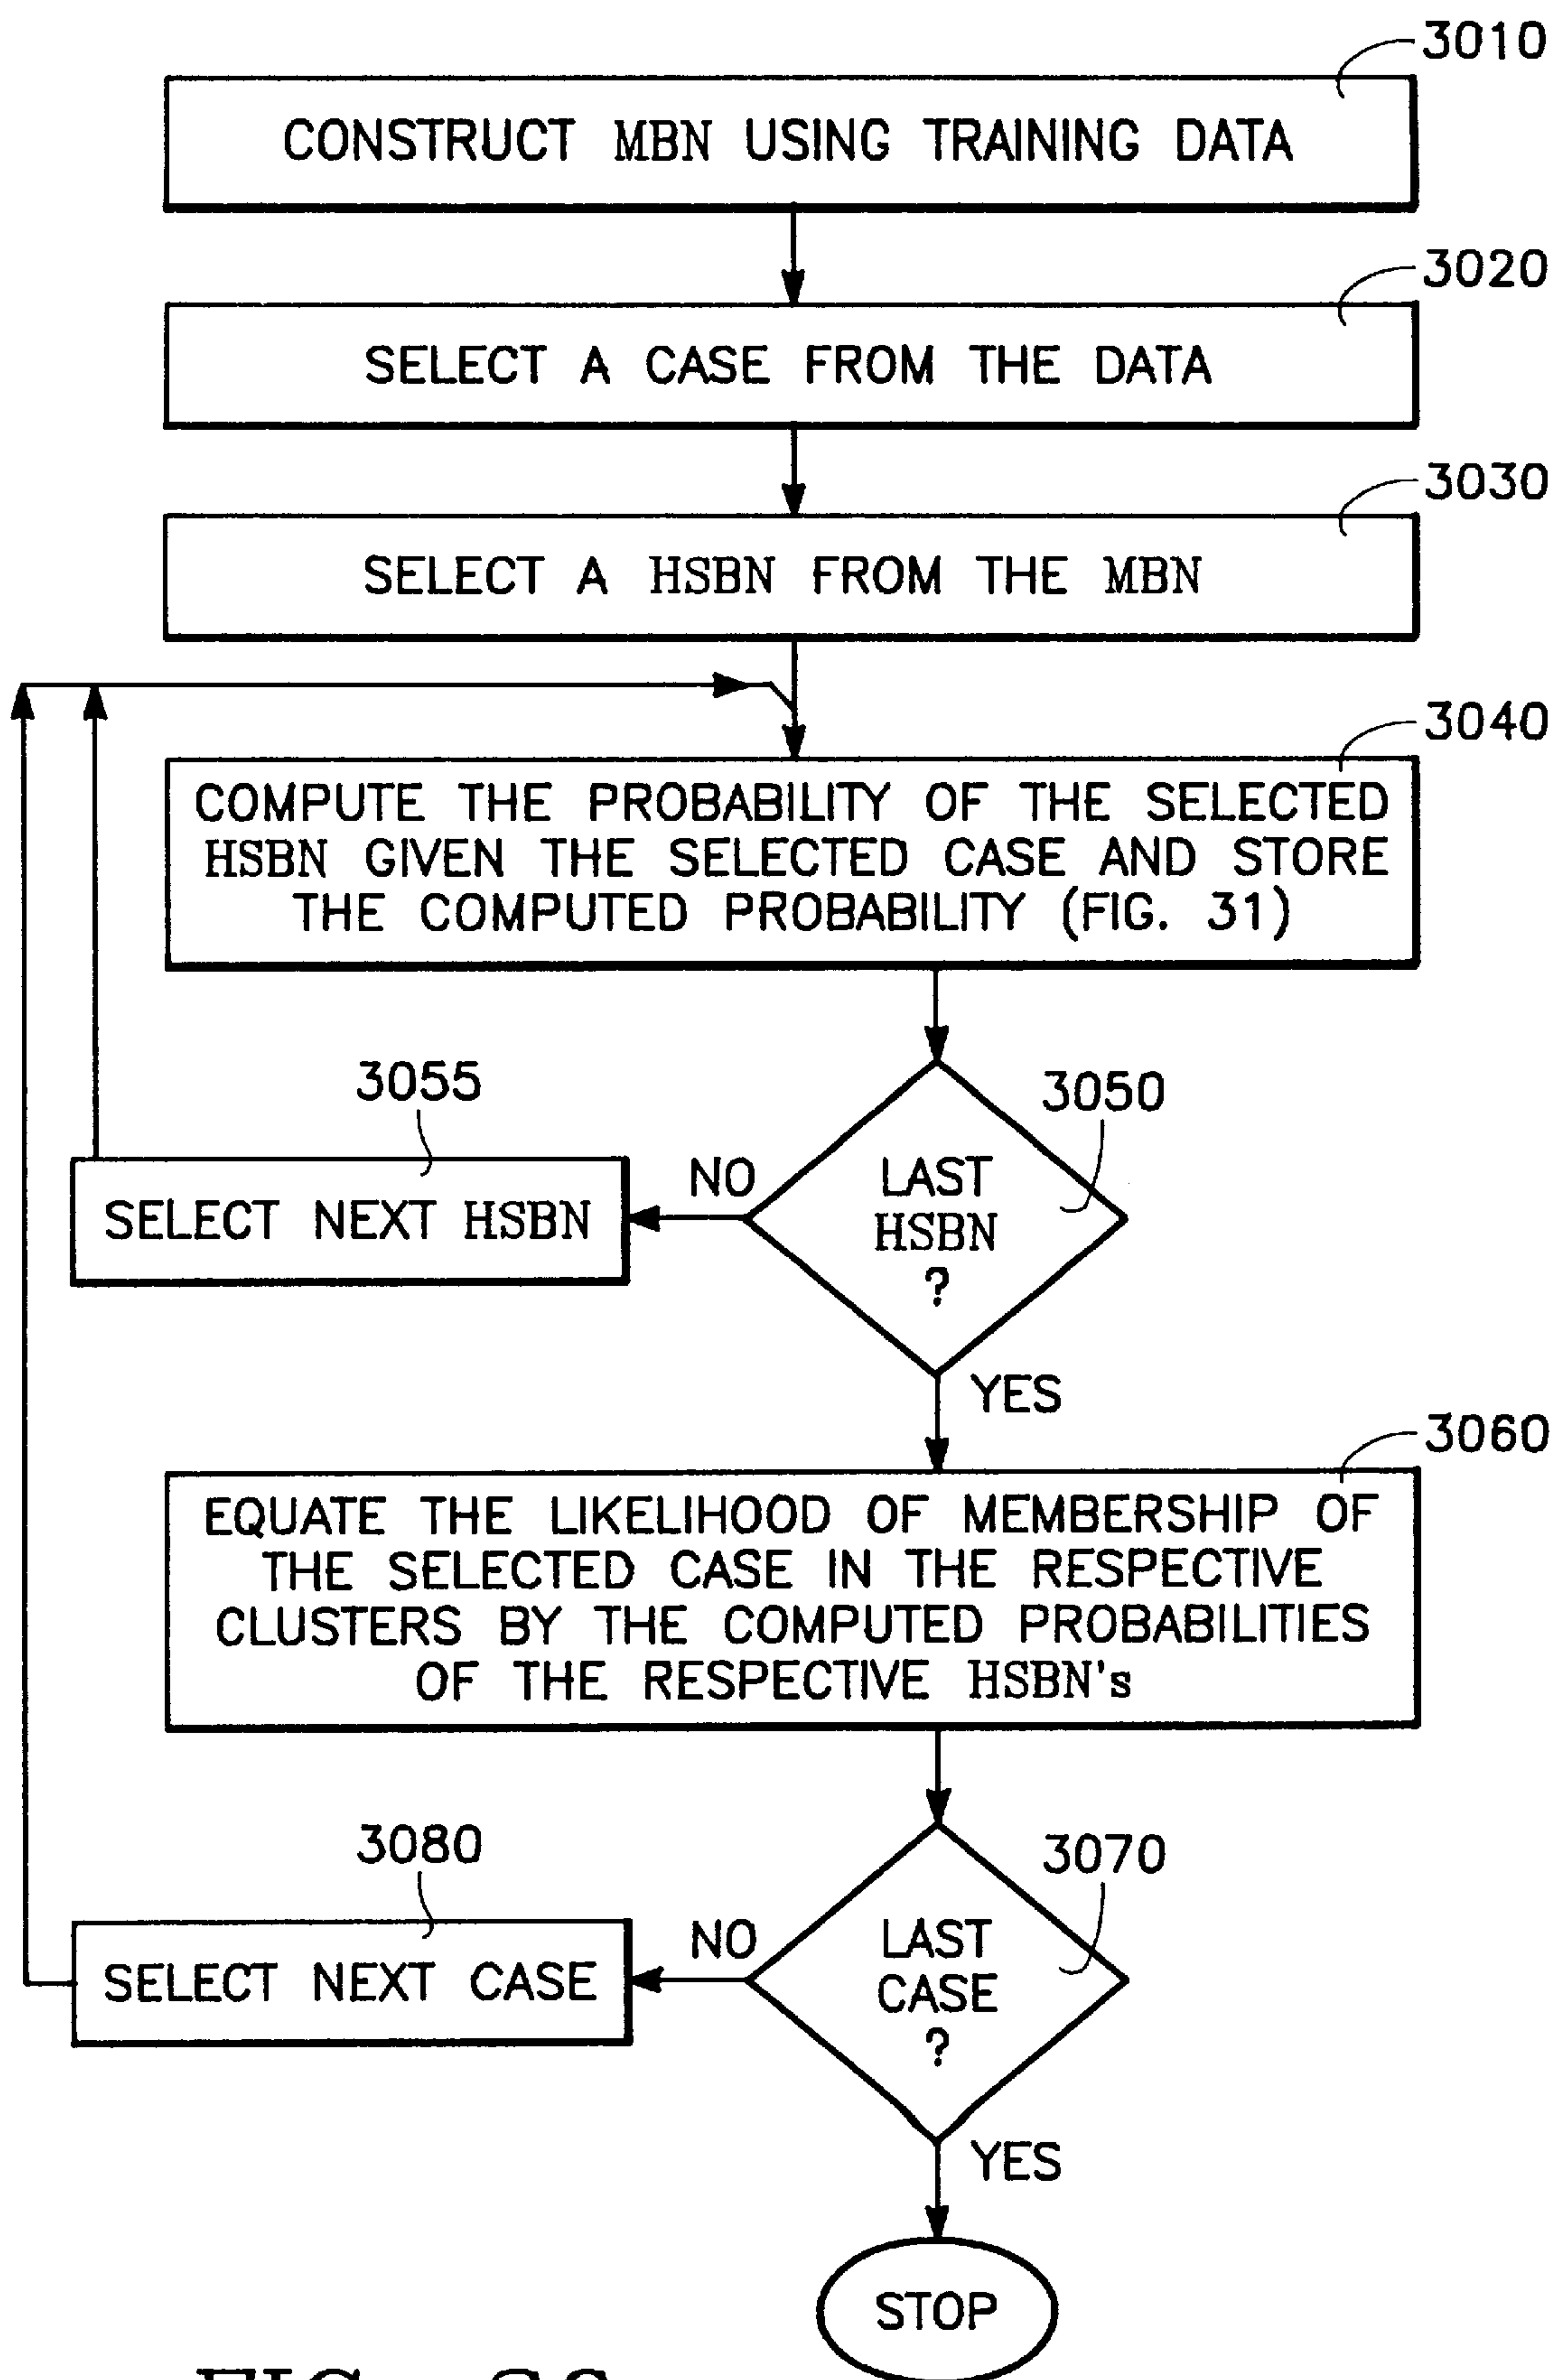 3010
CONSTRUCT MBN USING TRAINING DATA
3020
SELECT A CASE FROM THE DATA
3030
SELECT A HSBN FROM THE MBN
3040
COMPUTE THE PROBABILITY OF THE SELECTED
HSBN GIVEN THE SELECTED CASE AND STORE
THE COMPUTED PROBABILITY (FIG. 31)
3055
3050
SELECT NEXT HSBN
NO
LAST
HSBN
?
YES
3060
EQUATE THE LIKELIHOOD OF MEMBERSHIP OF
THE SELECTED CASE IN THE RESPECTIVE
CLUSTERS BY THE COMPUTED PROBABILITIES
OF THE RESPECTIVE HSBN's
3080
3070
SELECT NEXT CASE
NO
LAST
CASE
?
YES
STOP